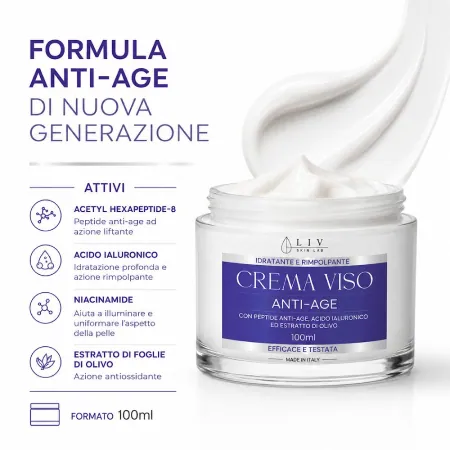 FORMULA
ANTI-AGE
DI NUOVA
GENERAZIONE
ATTIVI
ACETYL HEXAPEPTIDE-8
Peptide anti-age ad
azione liftante
ACIDO IALURONICO
Idratazione profonda e
azione rimpolpante
NIACINAMIDE
Aiuta a illuminare e
uniformare l'aspetto
della pelle
ESTRATTO DI FOGLIE
DI OLIVO
Azione antiossidante
FORMATO 100ml
LIV
SKIN LAB
IDRATANTE E RIMPOLPANTE
CREMA VISO
ANTI-AGE
CON PEPTIDE ANTI-AGE, ACIDO IALURONICO
ED ESTRATTO DI OLIVO
100ml
EFFICACE E TESTATA
MADE IN ITALY